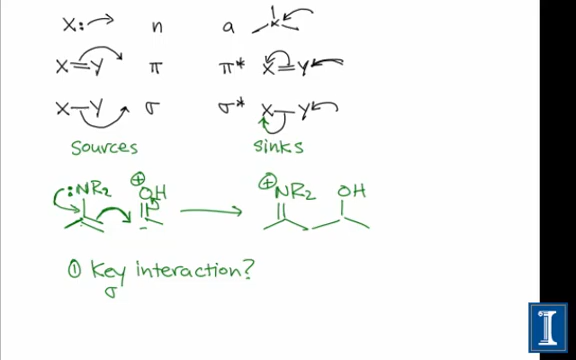 X: n a
X=Y π π* X=Y
X—Y σ σ* X—Y
Sources sinks
:NR₂ ⊕OH ⊕NR₂ OH
① Key interaction?
σ
I